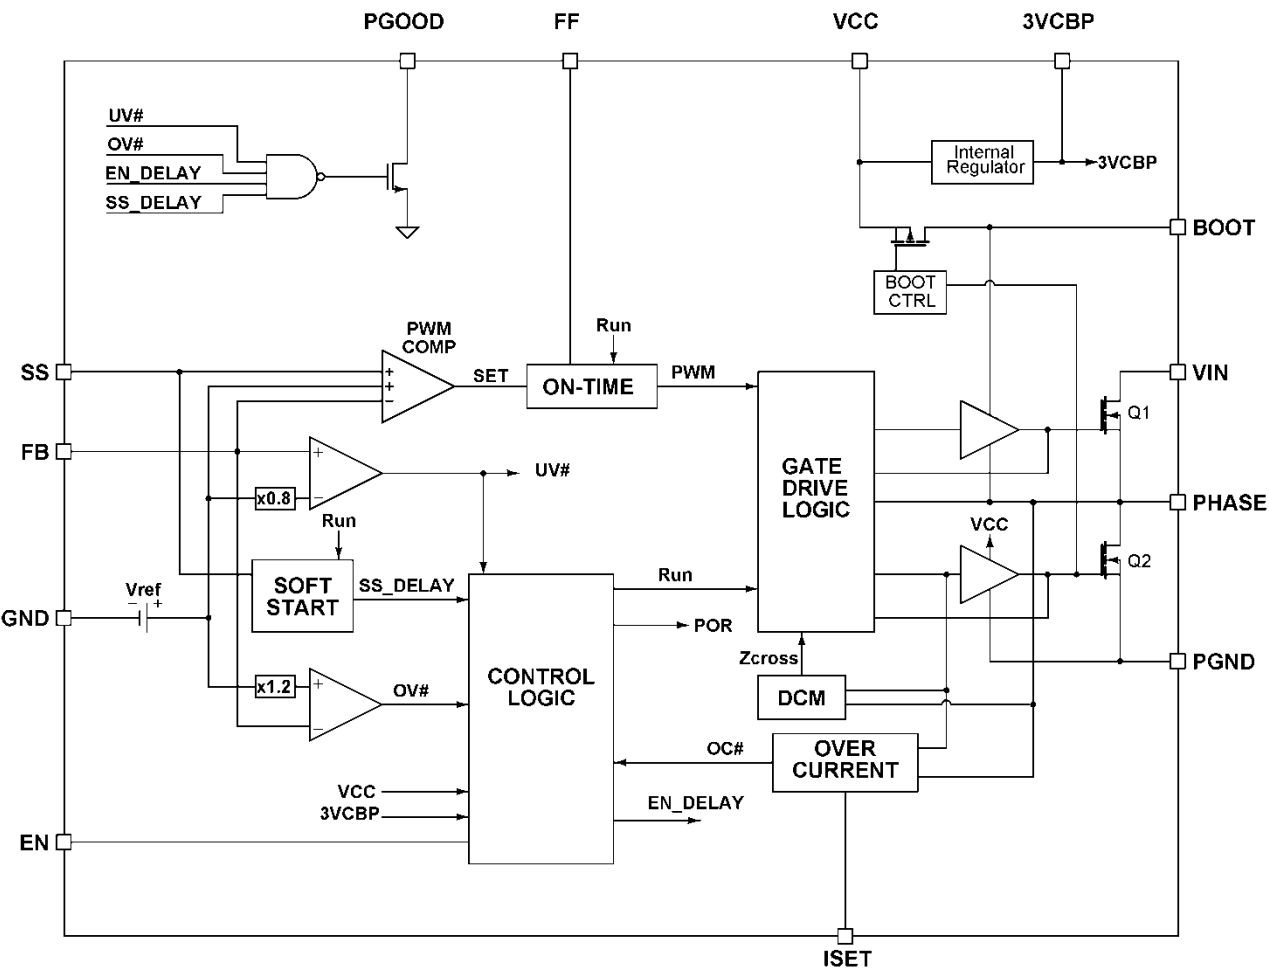 PGOOD
FF
VCC
3VCBP
UV#
OV#
EN_DELAY
SS_DELAY
Internal
Regulator
3VCBP
BOOT
BOOT
CTRL
PWM
COMP
Run
SS
+
+
−
SET
ON-TIME
PWM
VIN
Q1
FB
+
−
x0.8
UV#
GATE
DRIVE
LOGIC
PHASE
Run
VCC
SOFT
START
SS_DELAY
Run
Q2
Vref
− +
GND
POR
Zcross
PGND
CONTROL
LOGIC
x1.2
+
−
OV#
DCM
OC#
OVER
CURRENT
VCC
3VCBP
EN_DELAY
EN
ISET